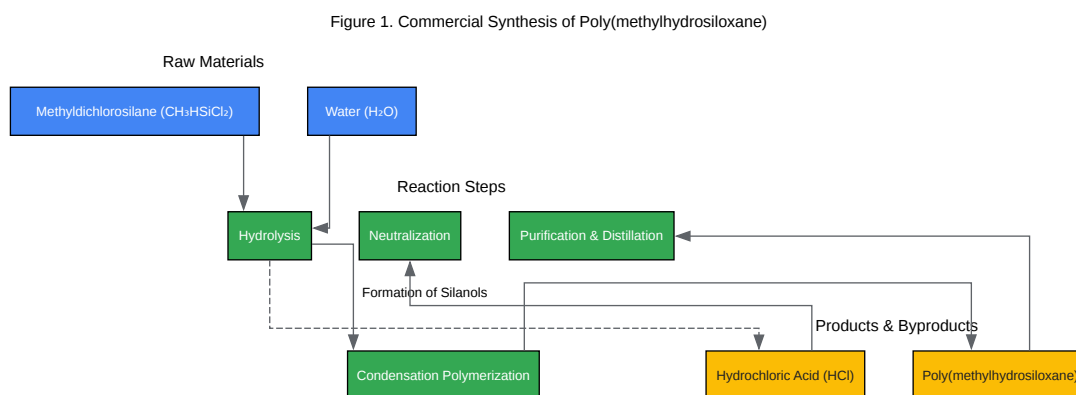 Figure 1. Commercial Synthesis of Poly(methylhydrosiloxane)
Raw Materials
Methyldichlorosilane (CH₃HSiCl₂)
Water (H₂O)
Reaction Steps
Hydrolysis
Neutralization
Purification & Distillation
Formation of Silanols
Products & Byproducts
Condensation Polymerization
Hydrochloric Acid (HCl)
Poly(methylhydrosiloxane)